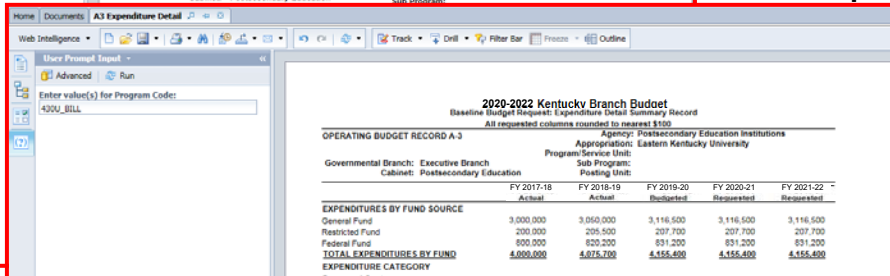 Sub Program:
Home Documents A3 Expenditure Detail
Web Intelligence Track Drill Filter Bar Freeze Outline
User Prompt Input
Advanced Run
Enter value(s) for Program Code:
430U_BILL
2020-2022 Kentucky Branch Budget
Baseline Budget Request: Expenditure Detail Summary Record
All requested columns rounded to nearest $100
OPERATING BUDGET RECORD A-3 Agency: Postsecondary Education Institutions
Appropriation: Eastern Kentucky University
Program/Service Unit:
Governmental Branch: Executive Branch Sub Program:
Cabinet: Postsecondary Education Posting Unit:
FY 2017-18 FY 2018-19 FY 2019-20 FY 2020-21 FY 2021-22
Actual Actual Budgeted Requested Requested
EXPENDITURES BY FUND SOURCE
General Fund 3,000,000 3,050,000 3,116,500 3,116,500 3,116,500
Restricted Fund 200,000 205,500 207,700 207,700 207,700
Federal Fund 800,000 820,200 831,200 831,200 831,200
TOTAL EXPENDITURES BY FUND 4,000,000 4,075,700 4,155,400 4,155,400 4,155,400
EXPENDITURE CATEGORY